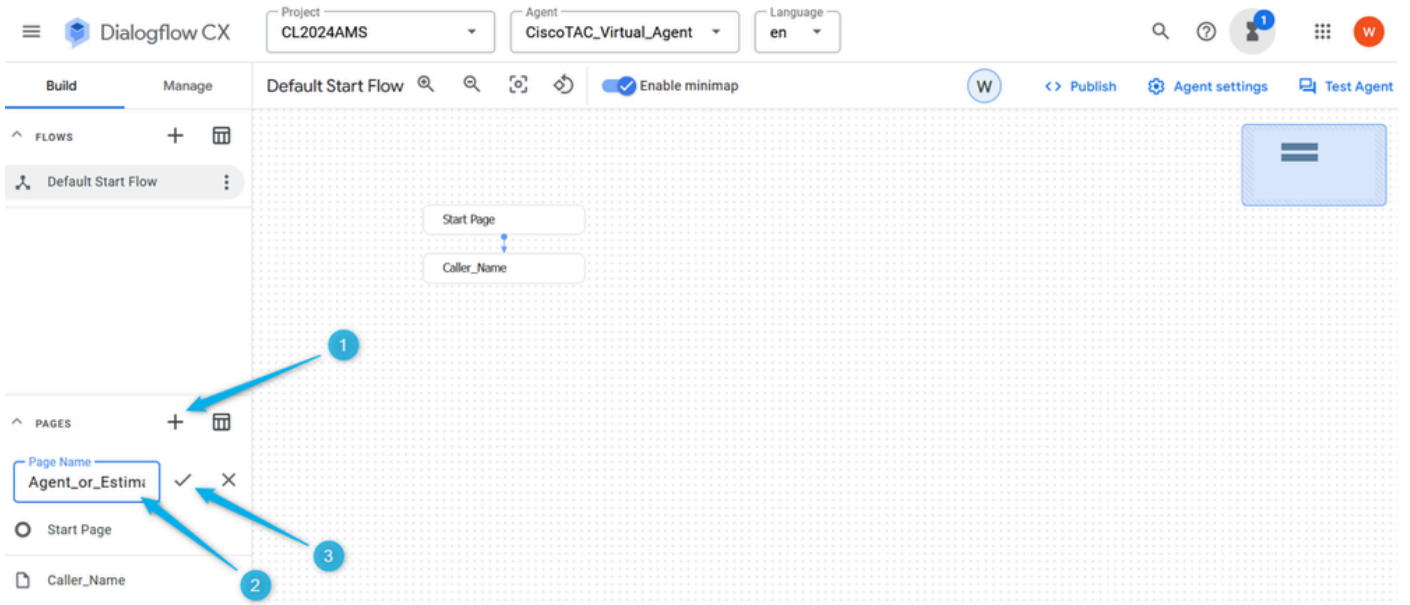 Project
Agent
Language
Dialogflow CX
CL2024AMS
CiscoTAC_Virtual_Agent
en
1
W
Build
Manage
Default Start Flow
Enable minimap
W
<> Publish
Agent settings
Test Agent
FLOWS
Default Start Flow
Start Page
Caller_Name
1
PAGES
Page Name
Agent_or_Estima
Start Page
3
Caller_Name
2